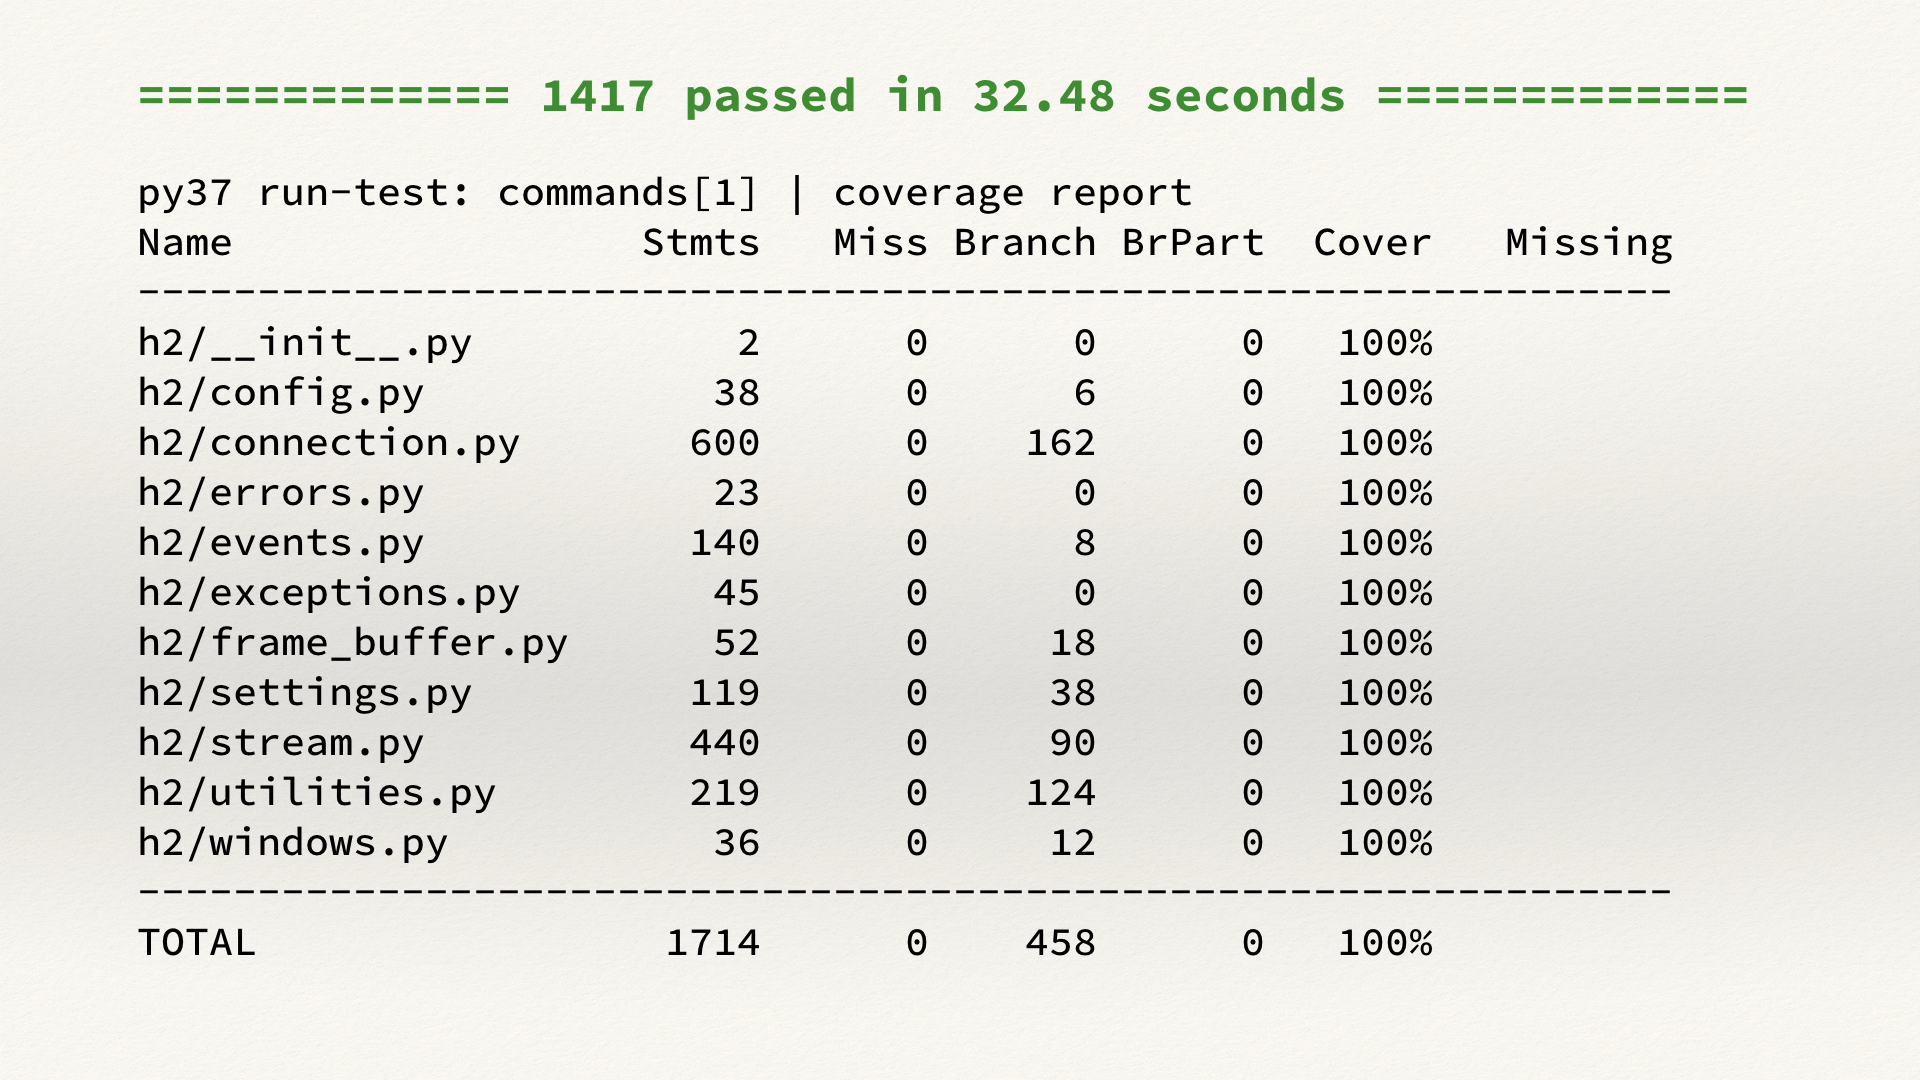 ============= 1417 passed in 32.48 seconds =============
py37 run-test: commands[1] | coverage report
Name                 Stmts   Miss Branch BrPart  Cover   Missing
----------------------------------------------------------------
h2/__init__.py           2      0      0      0   100%
h2/config.py            38      0      6      0   100%
h2/connection.py       600      0    162      0   100%
h2/errors.py            23      0      0      0   100%
h2/events.py           140      0      8      0   100%
h2/exceptions.py        45      0      0      0   100%
h2/frame_buffer.py      52      0     18      0   100%
h2/settings.py         119      0     38      0   100%
h2/stream.py           440      0     90      0   100%
h2/utilities.py        219      0    124      0   100%
h2/windows.py           36      0     12      0   100%
----------------------------------------------------------------
TOTAL                 1714      0    458      0   100%